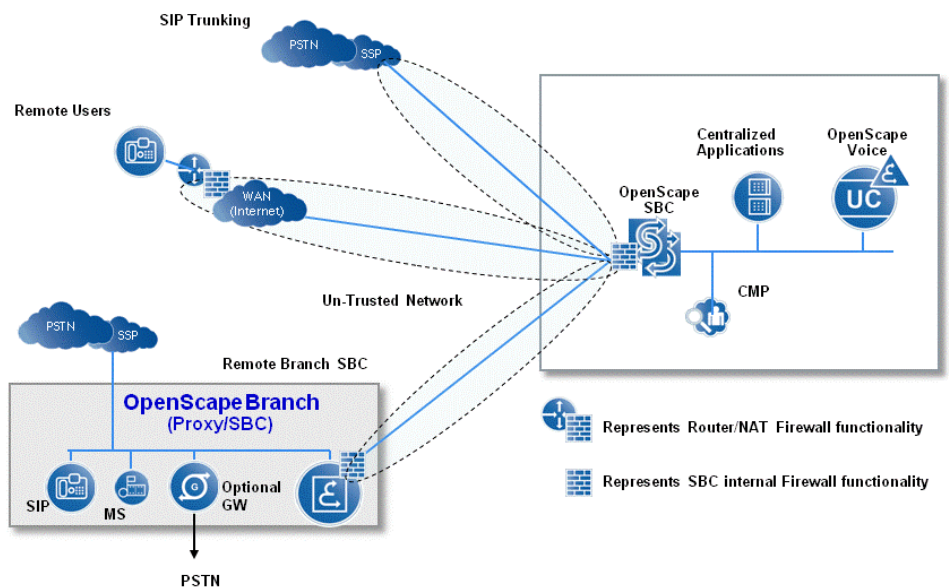 SIP Trunking
PSTN
SSP
Remote Users
WAN
(Internet)
Un-Trusted Network
Centralized
Applications
OpenScape
Voice
OpenScape
SBC
UC
CMP
PSTN
SSP
Remote Branch SBC
OpenScape Branch
(Proxy/SBC)
SIP
MS
G
Optional
GW
PSTN
Represents Router/NAT Firewall functionality
Represents SBC internal Firewall functionality